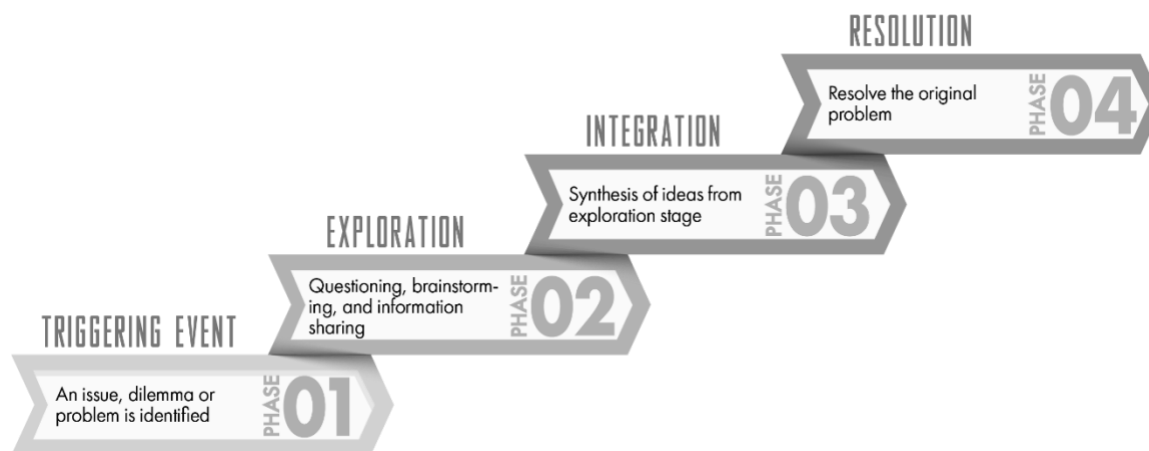 RESOLUTION
Resolve the original
problem
PHASE
04
INTEGRATION
Synthesis of ideas from
exploration stage
PHASE
03
EXPLORATION
Questioning, brainstorm-
ing, and information
sharing
PHASE
02
TRIGGERING EVENT
An issue, dilemma or
problem is identified
PHASE
01